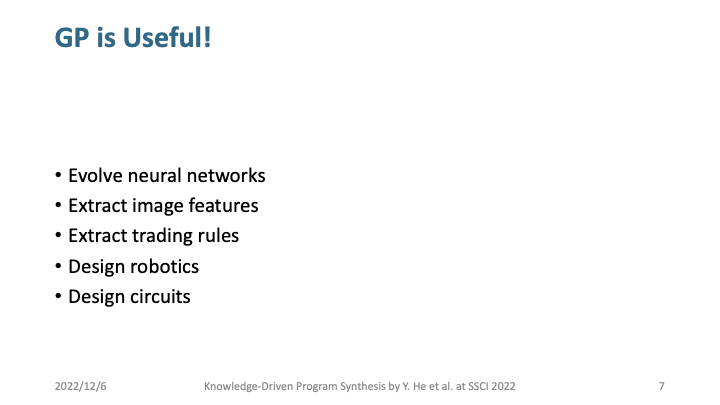 GP is Useful!
• Evolve neural networks
• Extract image features
• Extract trading rules
• Design robotics
• Design circuits
2022/12/6 Knowledge-Driven Program Synthesis by Y. He et al. at SSCI 2022 7